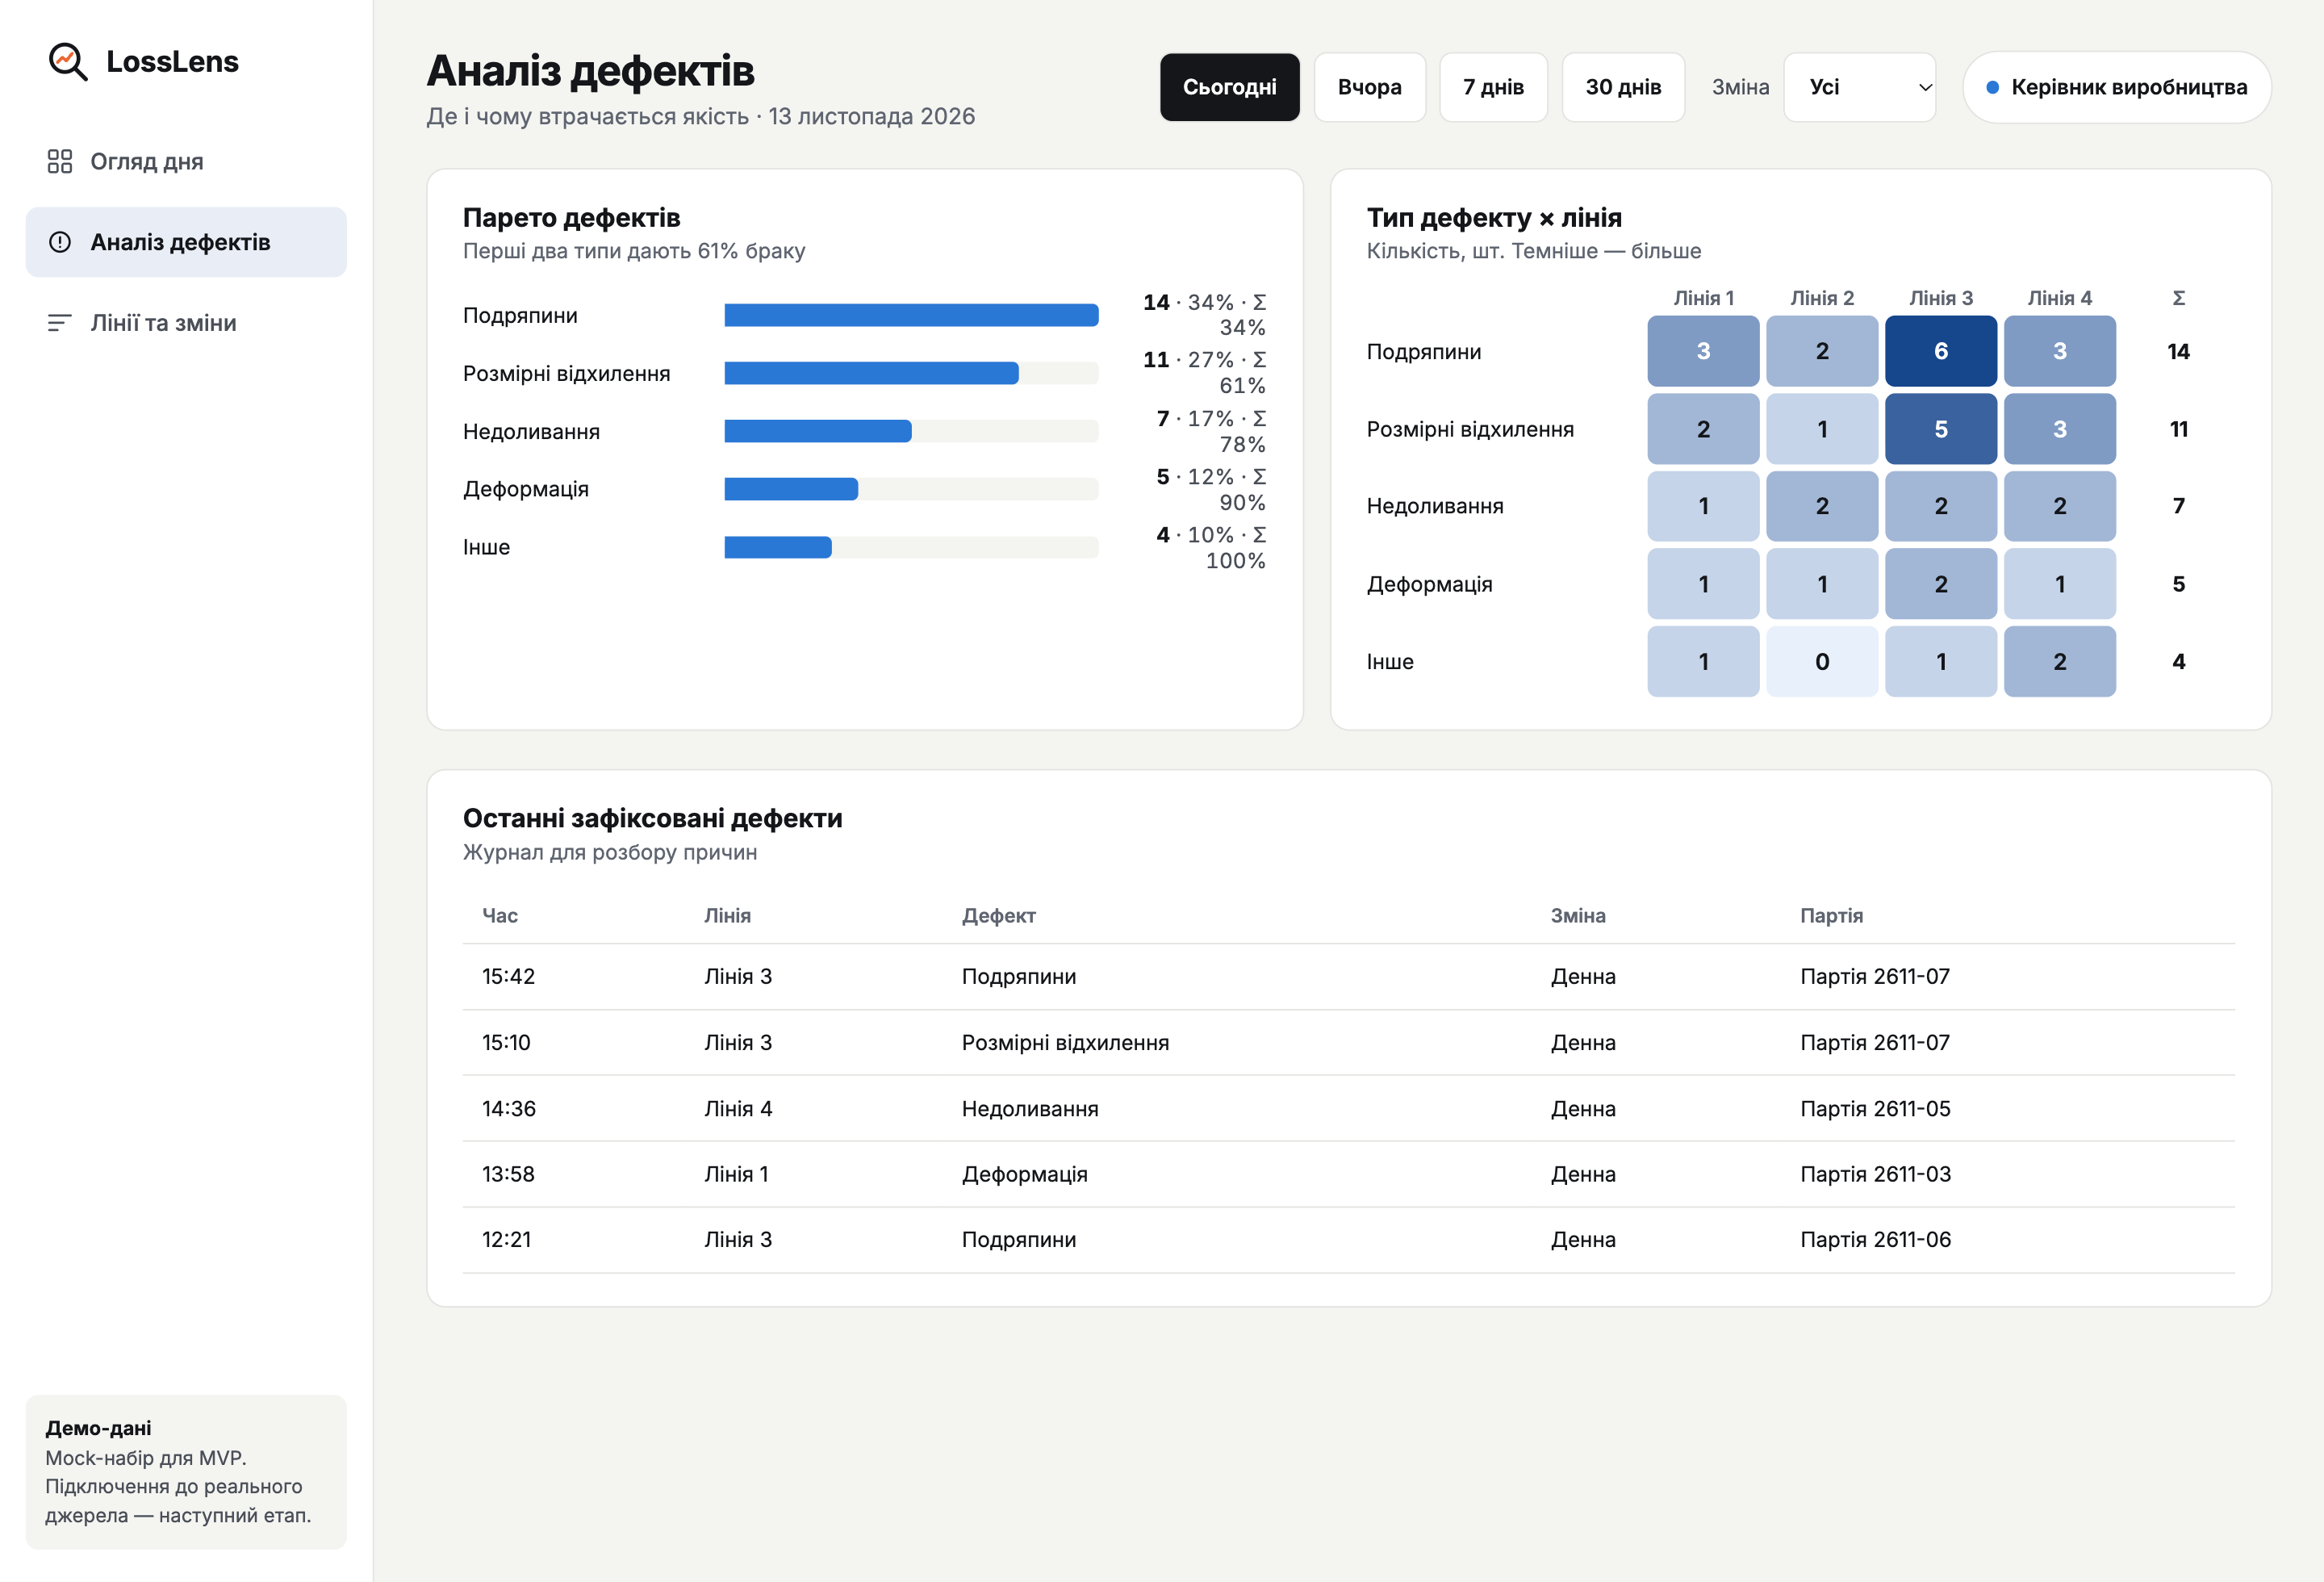 LossLens
Огляд дня
Аналіз дефектів
Лінії та зміни
Демо-дані
Mock-набір для MVP.
Підключення до реального
джерела — наступний етап.
Аналіз дефектів
Де і чому втрачається якість · 13 листопада 2026
Сьогодні Вчора 7 днів 30 днів Зміна Усі Керівник виробництва
Парето дефектів
Перші два типи дають 61% браку
Подряпини 14 · 34% · Σ
34%
Розмірні відхилення 11 · 27% · Σ
61%
Недоливання 7 · 17% · Σ
78%
Деформація 5 · 12% · Σ
90%
Інше 4 · 10% · Σ
100%
Тип дефекту × лінія
Кількість, шт. Темніше — більше
Лінія 1 Лінія 2 Лінія 3 Лінія 4 Σ
Подряпини 3 2 6 3 14
Розмірні відхилення 2 1 5 3 11
Недоливання 1 2 2 2 7
Деформація 1 1 2 1 5
Інше 1 0 1 2 4
Останні зафіксовані дефекти
Журнал для розбору причин
Час Лінія Дефект Зміна Партія
15:42 Лінія 3 Подряпини Денна Партія 2611-07
15:10 Лінія 3 Розмірні відхилення Денна Партія 2611-07
14:36 Лінія 4 Недоливання Денна Партія 2611-05
13:58 Лінія 1 Деформація Денна Партія 2611-03
12:21 Лінія 3 Подряпини Денна Партія 2611-06